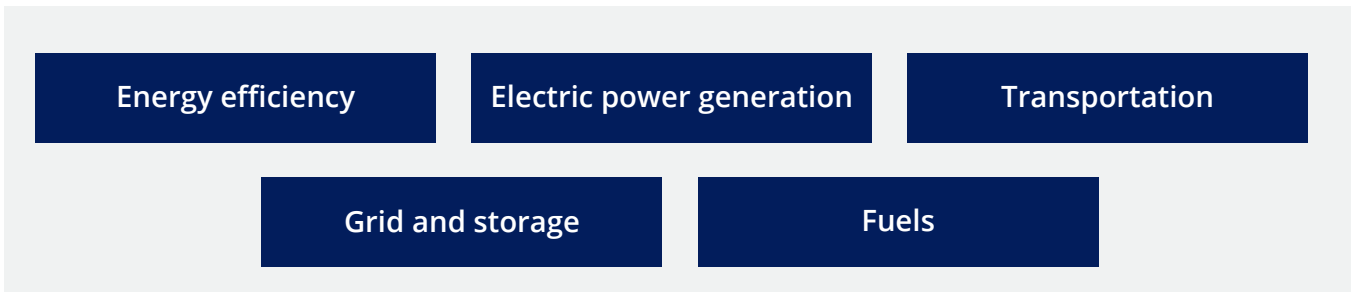 Energy efficiency
Electric power generation
Transportation
Grid and storage
Fuels